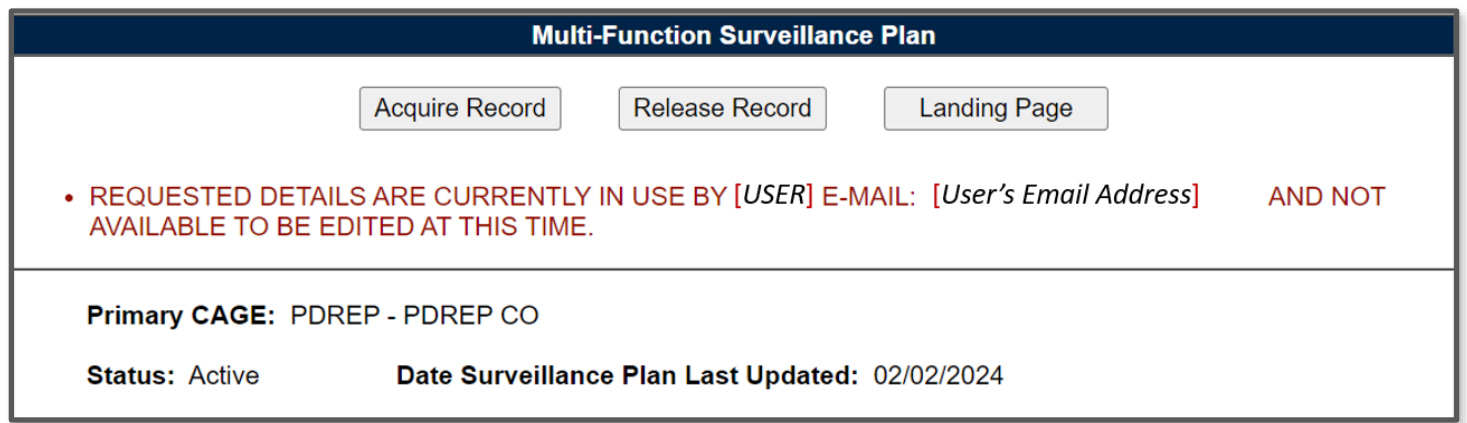 Multi-Function Surveillance Plan
Acquire Record Release Record Landing Page
• REQUESTED DETAILS ARE CURRENTLY IN USE BY [USER] E-MAIL: [User's Email Address] AND NOT
AVAILABLE TO BE EDITED AT THIS TIME.
Primary CAGE: PDREP - PDREP CO
Status: Active Date Surveillance Plan Last Updated: 02/02/2024